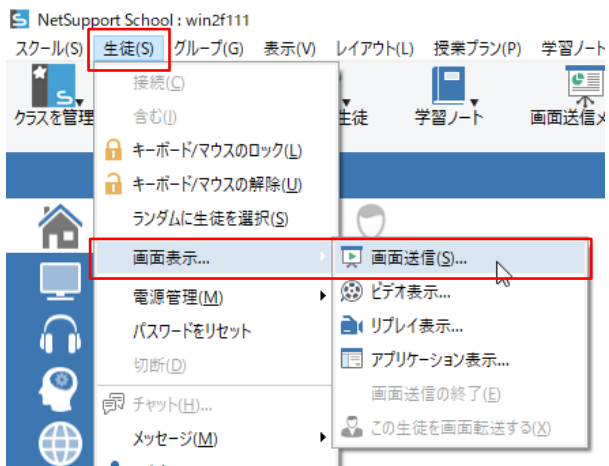 NetSupport School : win2f111
スクール(S) 生徒(S) グループ(G) 表示(V) レイアウト(L) 授業プラン(P) 学習ノート
クラスを管理 生徒 学習ノート 画面送信メ
接続(C)
含む(I)
キーボード/マウスのロック(L)
キーボード/マウスの解除(U)
ランダムに生徒を選択(S)
画面表示...
電源管理(M)
パスワードをリセット
切断(D)
チャット(H)...
メッセージ(M)
画面送信(S)...
ビデオ表示...
リプレイ表示...
アプリケーション表示...
画面送信の終了(E)
この生徒を画面転送する(X)